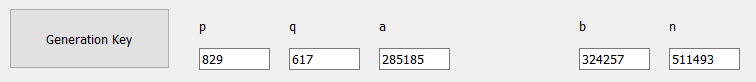 p q a b n
Generation Key
829 617 285185 324257 511493